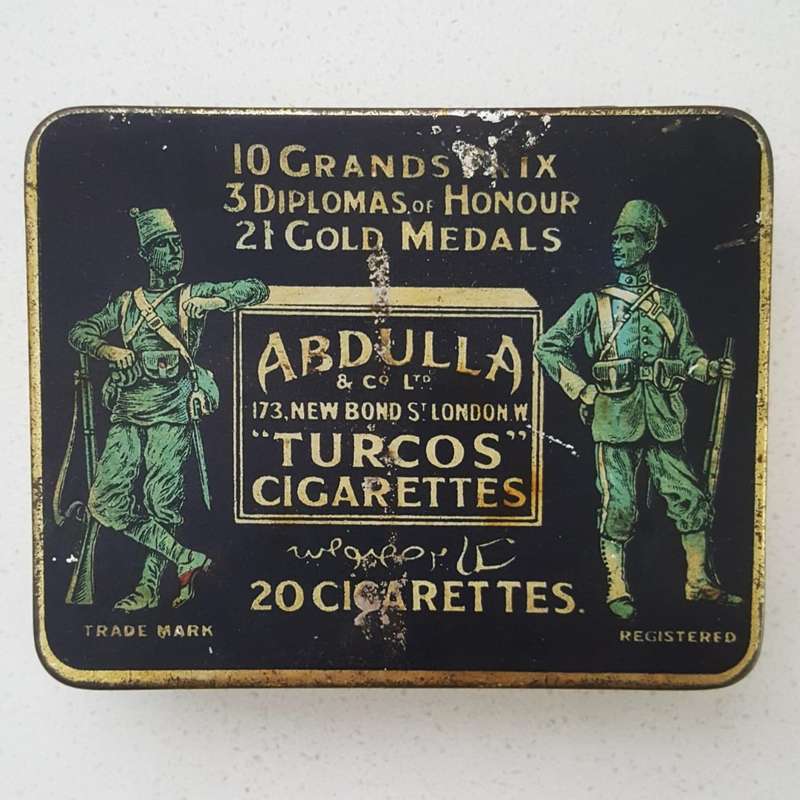 10 GRANDS PRIX
3 DIPLOMAS OF HONOUR
21 GOLD MEDALS
ABDULLA
& Co LTD
173, NEW BOND ST LONDON.W
"TURCOS"
CIGARETTES
20 CIGARETTES.
TRADE MARK
REGISTERED